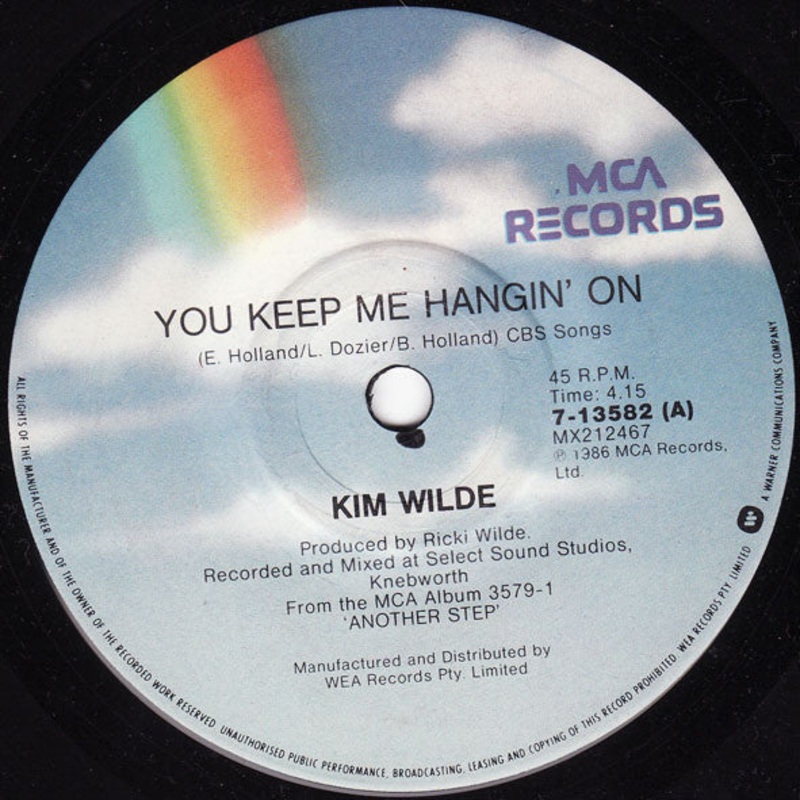 MCA
RECORDS
YOU KEEP ME HANGIN' ON
(E. Holland/L. Dozier/B. Holland) CBS Songs
45 R.P.M.
Time: 4.15
7-13582 (A)
MX212467
℗ 1986 MCA Records,
Ltd.
KIM WILDE
Produced by Ricki Wilde.
Recorded and Mixed at Select Sound Studios,
Knebworth
From the MCA Album 3579-1
'ANOTHER STEP'
Manufactured and Distributed by
WEA Records Pty. Limited
ALL RIGHTS OF THE MANUFACTURER AND OF THE OWNER OF THE RECORDED WORK RESERVED. UNAUTHORISED PUBLIC PERFORMANCE, BROADCASTING, LEASING AND COPYING OF THIS RECORD PROHIBITED. WEA RECORDS PTY. LIMITED A WARNER COMMUNICATIONS COMPANY